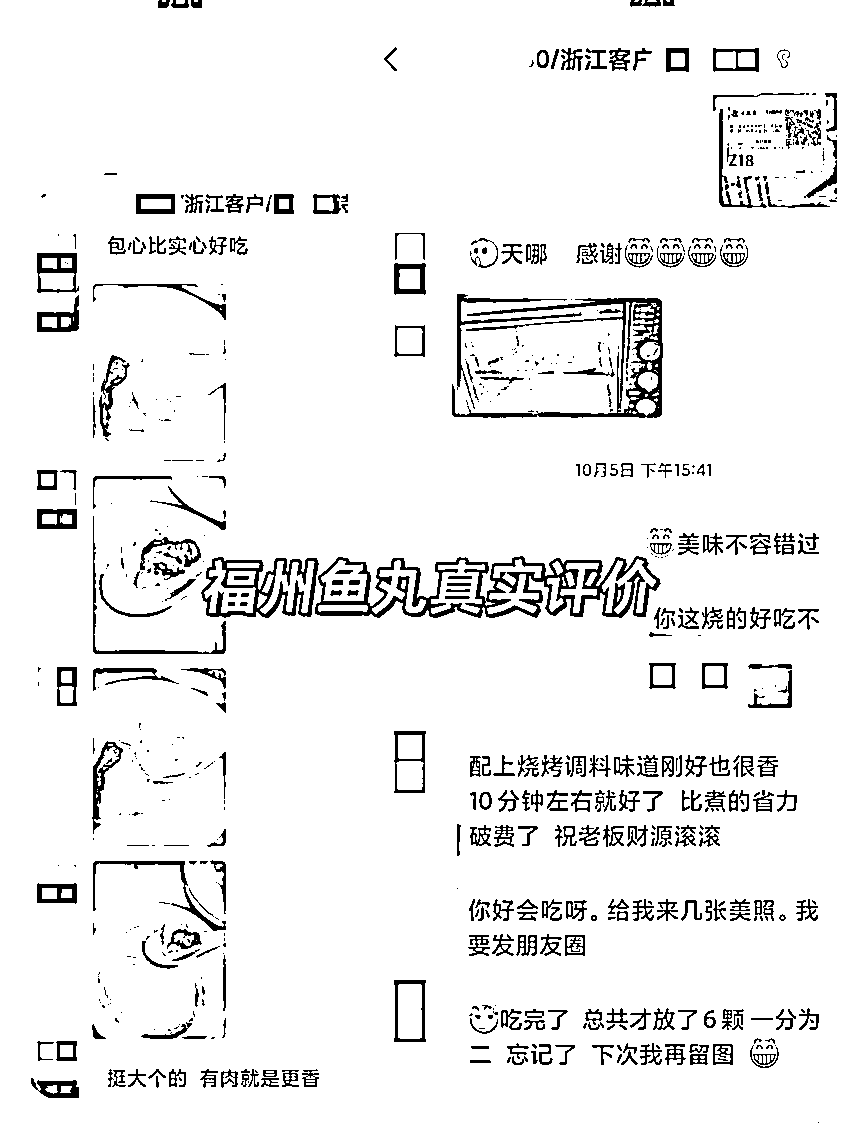 浙江客户/
包心比实心好吃
挺大个的 有肉就是更香
0/浙江客户
Z18
天哪 感谢
10月5日 下午15:41
美味不容错过
福州鱼丸真实评价
你这烧的好吃不
配上烧烤调料味道刚好也很香
10分钟左右就好了 比煮的省力
破费了 祝老板财源滚滚
你好会吃呀。给我来几张美照。我
要发朋友圈
吃完了 总共才放了6颗 一分为
二 忘记了 下次我再留图